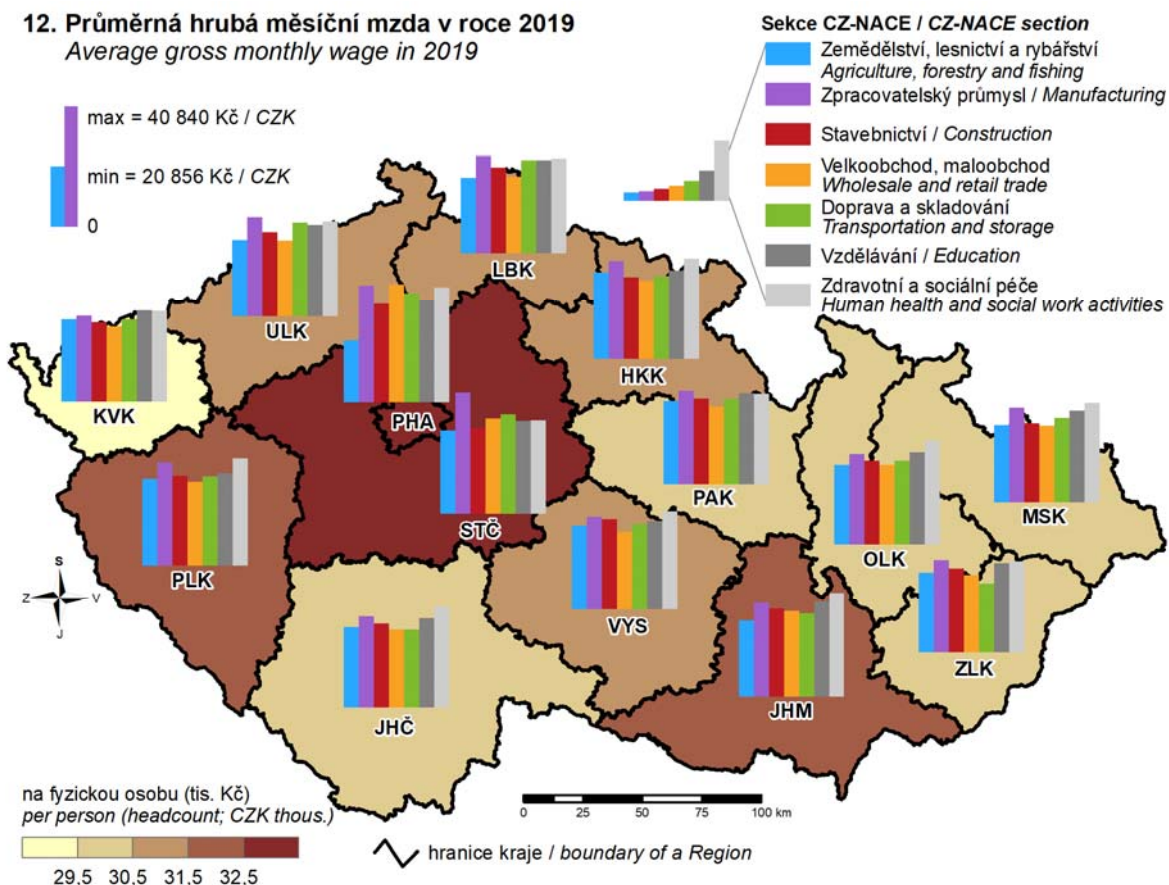 12. Průměrná hrubá měsíční mzda v roce 2019
Average gross monthly wage in 2019
max = 40 840 Kč / CZK
min = 20 856 Kč / CZK
0
Sekce CZ-NACE / CZ-NACE section
Zemědělství, lesnictví a rybářství
Agriculture, forestry and fishing
Zpracovatelský průmysl / Manufacturing
Stavebnictví / Construction
Velkoobchod, maloobchod
Wholesale and retail trade
Doprava a skladování
Transportation and storage
Vzdělávání / Education
Zdravotní a sociální péče
Human health and social work activities
LBK
ULK
HKK
KVK
PHA
PAK
MSK
STČ
OLK
PLK
VYS
ZLK
JHČ
JHM
S
Z V
J
na fyzickou osobu (tis. Kč)
per person (headcount; CZK thous.)
29,5 30,5 31,5 32,5
0 25 50 75 100 km
hranice kraje / boundary of a Region